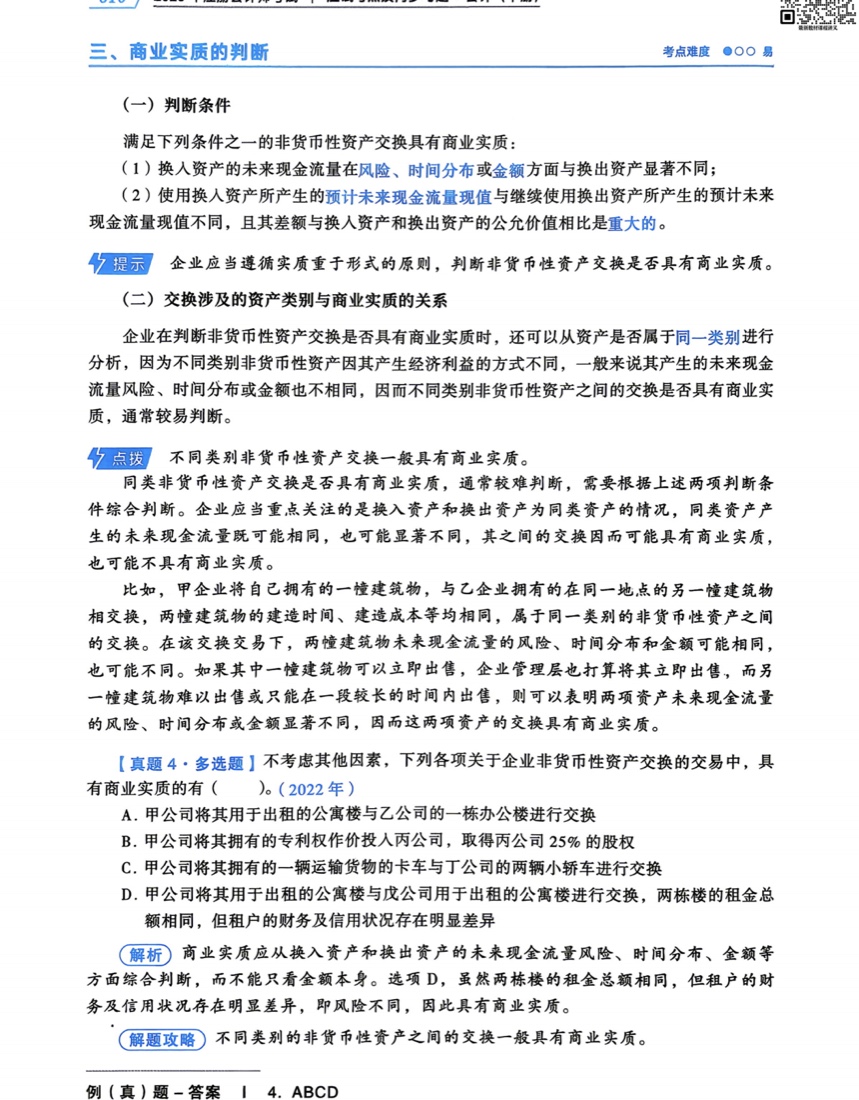 三、商业实质的判断
考点难度 ●○○ 易
（一）判断条件
满足下列条件之一的非货币性资产交换具有商业实质：
（1）换入资产的未来现金流量在风险、时间分布或金额方面与换出资产显著不同；
（2）使用换入资产所产生的预计未来现金流量现值与继续使用换出资产所产生的预计未来
现金流量现值不同，且其差额与换入资产和换出资产的公允价值相比是重大的。
提示 企业应当遵循实质重于形式的原则，判断非货币性资产交换是否具有商业实质。
（二）交换涉及的资产类别与商业实质的关系
企业在判断非货币性资产交换是否具有商业实质时，还可以从资产是否属于同一类别进行
分析，因为不同类别非货币性资产因其产生经济利益的方式不同，一般来说其产生的未来现金
流量风险、时间分布或金额也不相同，因而不同类别非货币性资产之间的交换是否具有商业实
质，通常较易判断。
点拨 不同类别非货币性资产交换一般具有商业实质。
同类非货币性资产交换是否具有商业实质，通常较难判断，需要根据上述两项判断条
件综合判断。企业应当重点关注的是换入资产和换出资产为同类资产的情况，同类资产产
生的未来现金流量既可能相同，也可能显著不同，其之间的交换因而可能具有商业实质，
也可能不具有商业实质。
比如，甲企业将自己拥有的一幢建筑物，与乙企业拥有的在同一地点的另一幢建筑物
相交换，两幢建筑物的建造时间、建造成本等均相同，属于同一类别的非货币性资产之间
的交换。在该交换交易下，两幢建筑物未来现金流量的风险、时间分布和金额可能相同，
也可能不同。如果其中一幢建筑物可以立即出售，企业管理层也打算将其立即出售，而另
一幢建筑物难以出售或只能在一段较长的时间内出售，则可以表明两项资产未来现金流量
的风险、时间分布或金额显著不同，因而这两项资产的交换具有商业实质。
【真题 4·多选题】不考虑其他因素，下列各项关于企业非货币性资产交换的交易中，具
有商业实质的有（ ）。（2022 年）
A. 甲公司将其用于出租的公寓楼与乙公司的一栋办公楼进行交换
B. 甲公司将其拥有的专利权作价投入丙公司，取得丙公司 25% 的股权
C. 甲公司将其拥有的一辆运输货物的卡车与丁公司的两辆小轿车进行交换
D. 甲公司将其用于出租的公寓楼与戊公司用于出租的公寓楼进行交换，两栋楼的租金总
额相同，但租户的财务及信用状况存在明显差异
解析 商业实质应从换入资产和换出资产的未来现金流量风险、时间分布、金额等
方面综合判断，而不能只看金额本身。选项 D，虽然两栋楼的租金总额相同，但租户的财
务及信用状况存在明显差异，即风险不同，因此具有商业实质。
解题攻略 不同类别的非货币性资产之间的交换一般具有商业实质。
例（真）题－答案 | 4. ABCD